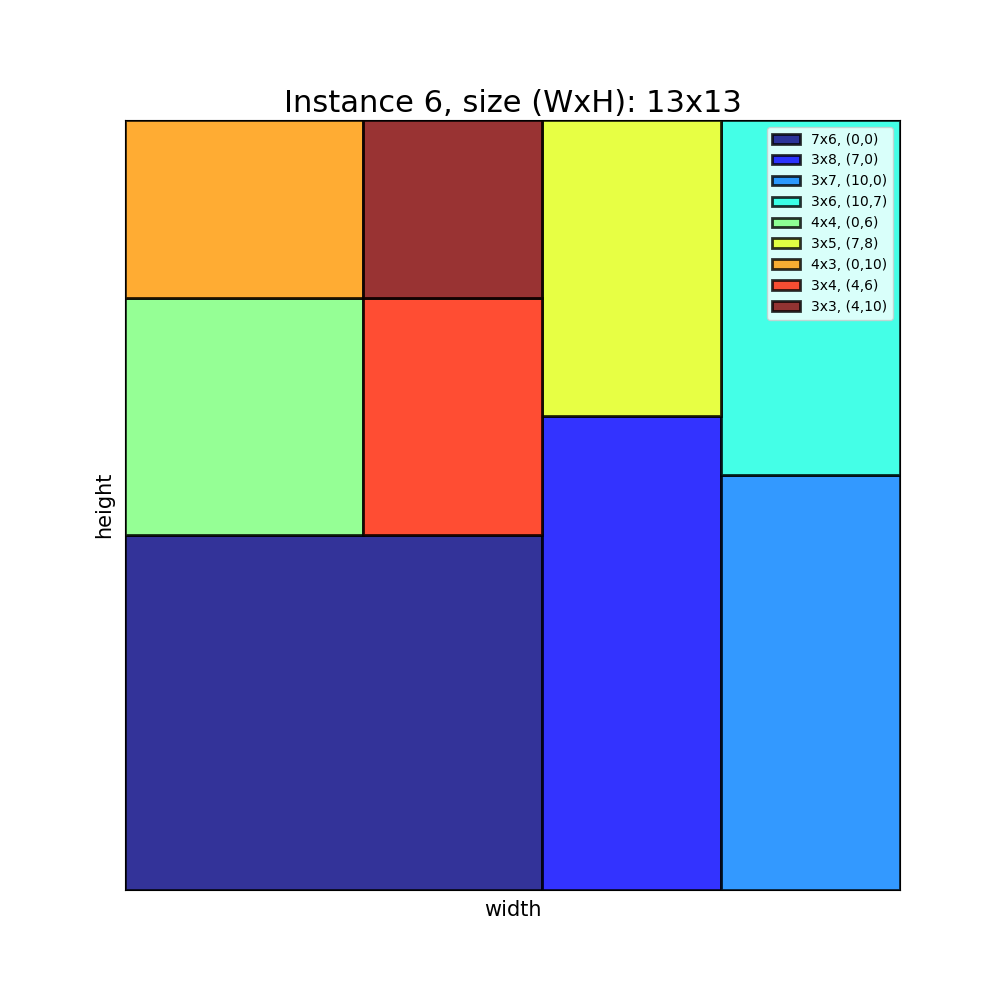 Instance 6, size (WxH): 13x13
7x6, (0,0)
3x8, (7,0)
3x7, (10,0)
3x6, (10,7)
4x4, (0,6)
3x5, (7,8)
4x3, (0,10)
3x4, (4,6)
3x3, (4,10)
height
width